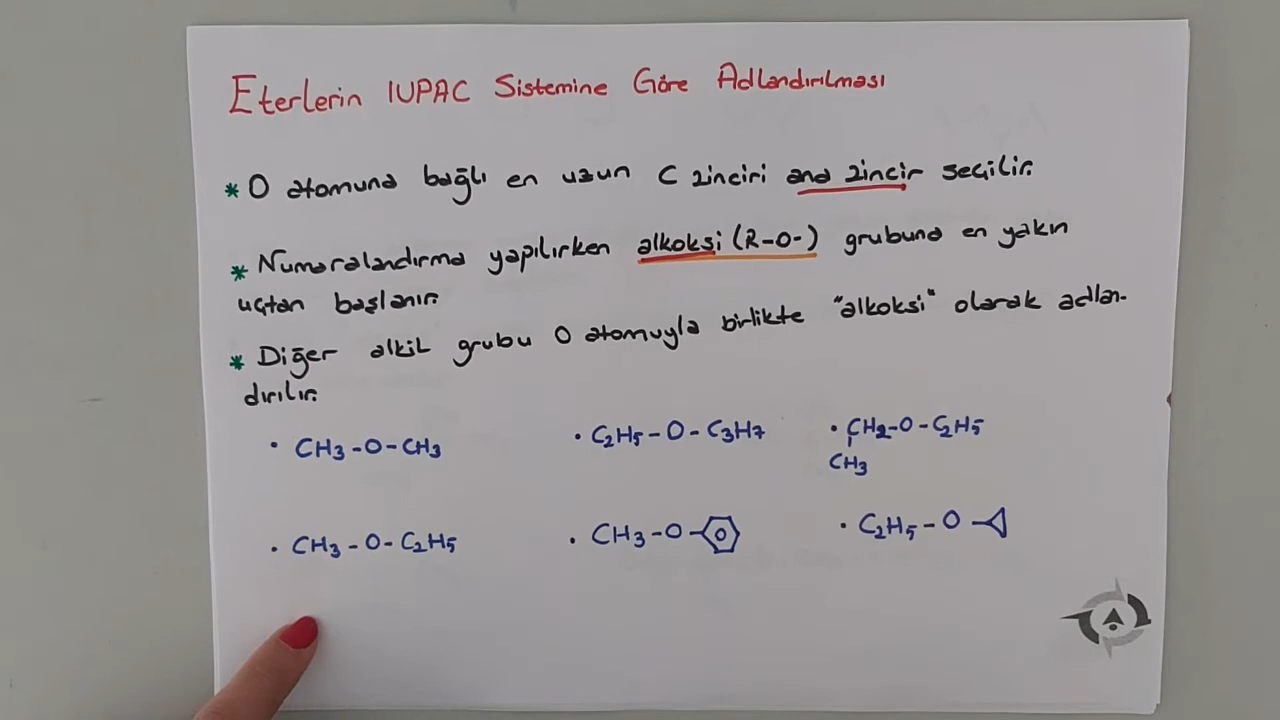 Eterlerin IUPAC Sistemine Göre Adlandırılması
* O atomuna bağlı en uzun C zinciri ana zincir seçilir.
* Numaralandırma yapılırken alkoksi (R-O-) grubuna en yakın
uçtan başlanır.
* Diğer alkil grubu O atomuyla birlikte "alkoksi" olarak adlan-
dırılır.
• CH3-O-CH3 • C2H5-O-C3H7 • CH2-O-C2H5
CH3
• CH3-O-C2H5 • CH3-O- • C2H5-O-